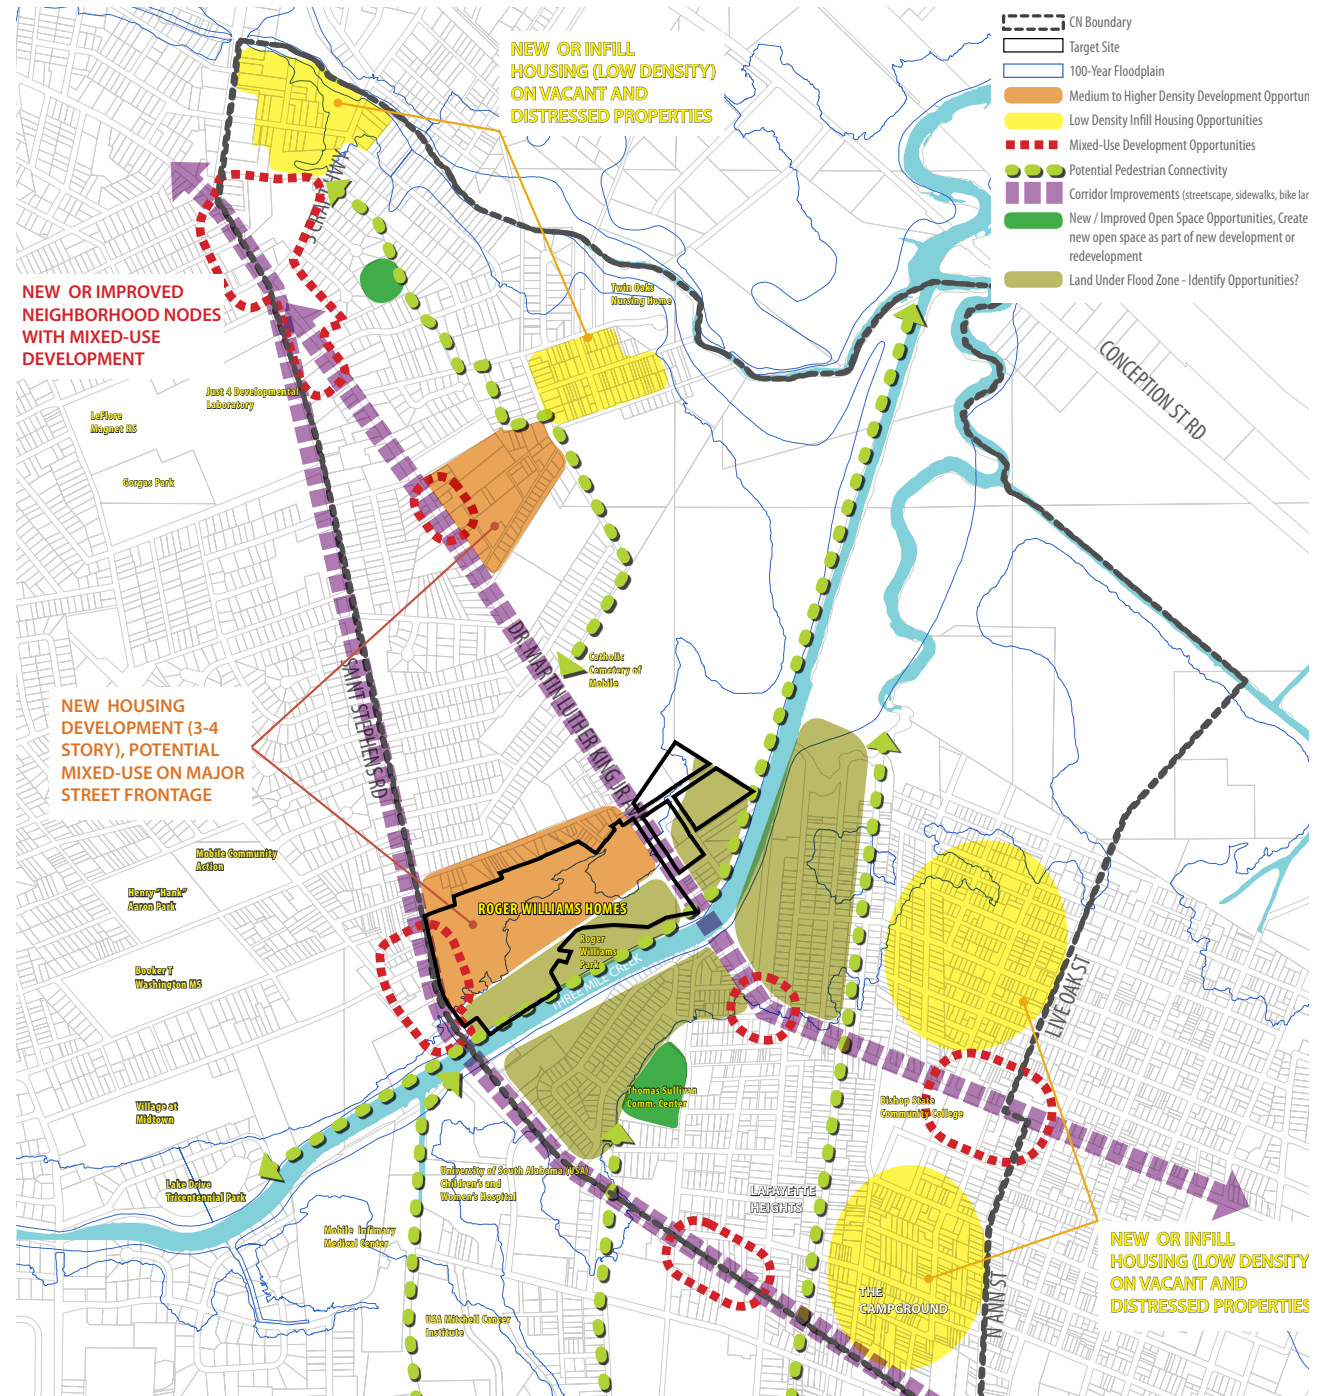 CN Boundary
Target Site
100-Year Floodplain
Medium to Higher Density Development Opportun
Low Density Infill Housing Opportunities
Mixed-Use Development Opportunities
Potential Pedestrian Connectivity
Corridor Improvements (streetscape, sidewalks, bike lan
New / Improved Open Space Opportunities, Create
new open space as part of new development or
redevelopment
Land Under Flood Zone - Identify Opportunities?
NEW OR INFILL
HOUSING (LOW DENSITY)
ON VACANT AND
DISTRESSED PROPERTIES
HWY
NEW OR IMPROVED
NEIGHBORHOOD NODES
WITH MIXED-USE
DEVELOPMENT
Twin Oaks
Nursing Home
CONCEPTION ST RD
Just 4 Developmental
Laboratory
LeFlore
Magnet HS
Gorgas Park
DR MARTIN LUTHER KING JR AV
Catholic
Cemetery of
Mobile
SAINT STEPHENS RD
NEW HOUSING
DEVELOPMENT (3-4
STORY), POTENTIAL
MIXED-USE ON MAJOR
STREET FRONTAGE
Mobile Community
Action
Henry "Hank"
Aaron Park
Booker T
Washington MS
ROGER WILLIAMS HOMES
Roger
Williams
Park
THREE MILE CREEK
LIVE OAK ST
Thomas Sullivan
Comm. Center
Bishop State
Community College
Village at
Midtown
Lake Drive
Tricentennial Park
University of South Alabama (USA)
Children's and
Women's Hospital
LAFAYETTE
HEIGHTS
Mobile Infirmary
Medical Center
USA Mitchell Cancer
Institute
THE
CAMPGROUND
N ANN ST
NEW OR INFILL
HOUSING (LOW DENSITY
ON VACANT AND
DISTRESSED PROPERTIES